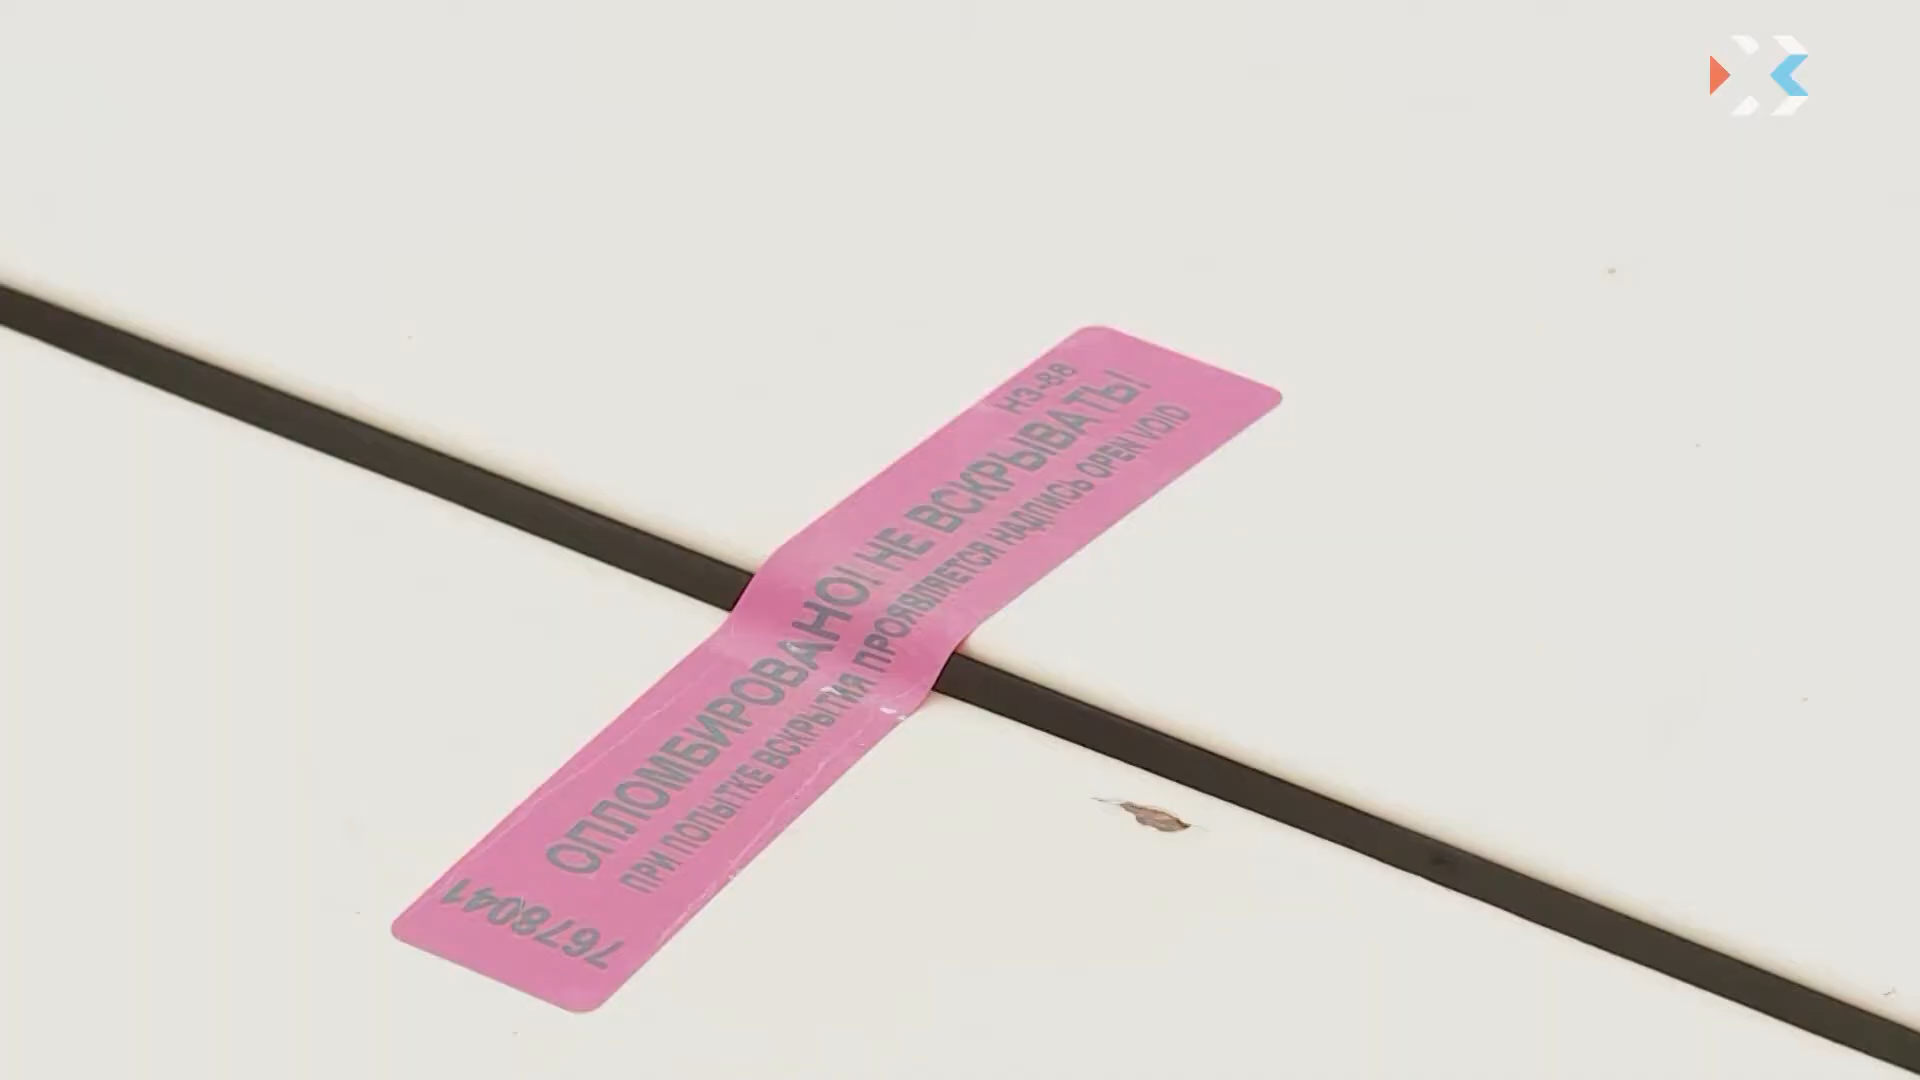 НЗ-88
ОПЛОМБИРОВАНО! НЕ ВСКРЫВАТЬ!
ПРИ ПОПЫТКЕ ВСКРЫТИЯ ПРОЯВЛЯЕТСЯ НАДПИСЬ OPEN VOID
7678041